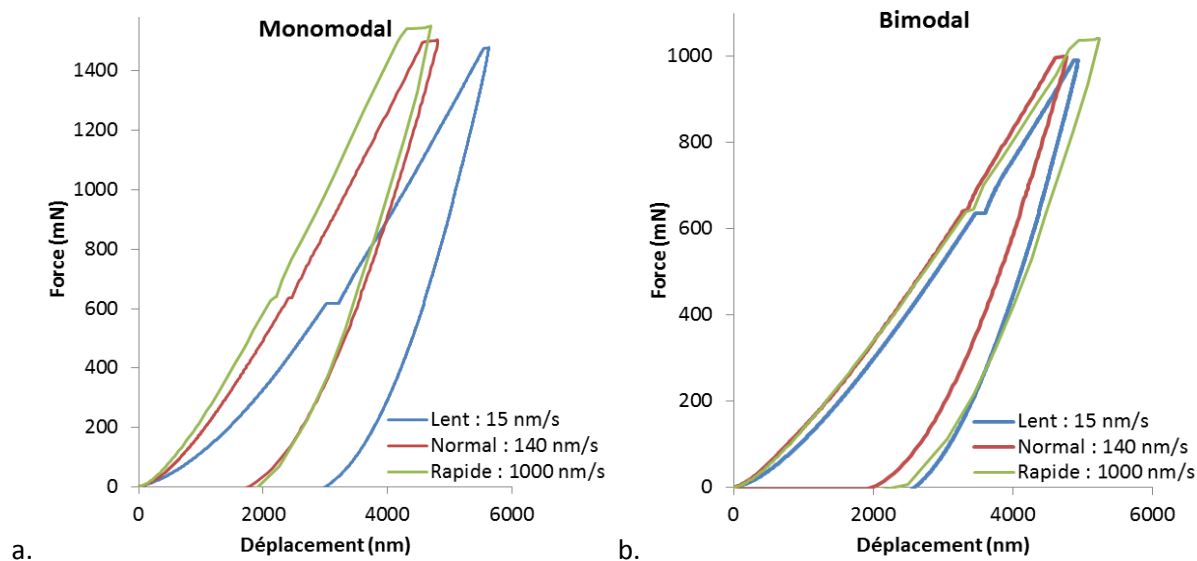 Monomodal
1400
1200
1000
800
600
400
200
0
0 2000 4000 6000
Force (mN)
Déplacement (nm)
Lent : 15 nm/s
Normal : 140 nm/s
Rapide : 1000 nm/s
a.
Bimodal
1000
800
600
400
200
0
0 2000 4000 6000
Force (mN)
Déplacement (nm)
Lent : 15 nm/s
Normal : 140 nm/s
Rapide : 1000 nm/s
b.